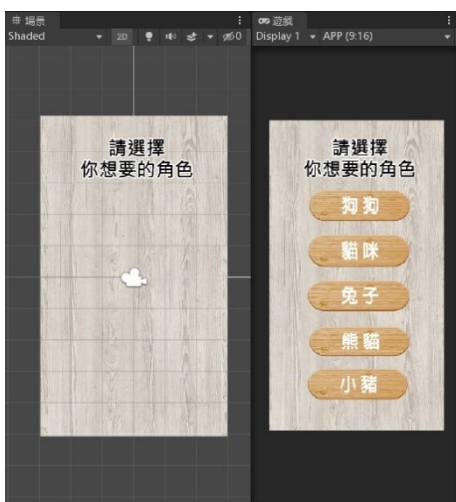 場景
Shaded
2D
0
請選擇
你想要的角色
遊戲
Display 1
APP (9:16)
請選擇
你想要的角色
狗狗
貓咪
兔子
熊貓
小豬